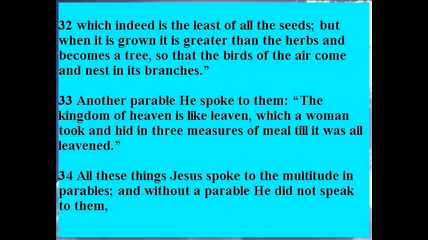 32 which indeed is the least of all the seeds; but
when it is grown it is greater than the herbs and
becomes a tree, so that the birds of the air come
and nest in its branches.”
33 Another parable He spoke to them: “The
kingdom of heaven is like leaven, which a woman
took and hid in three measures of meal till it was all
leavened.”
34 All these things Jesus spoke to the multitude in
parables; and without a parable He did not speak
to them,